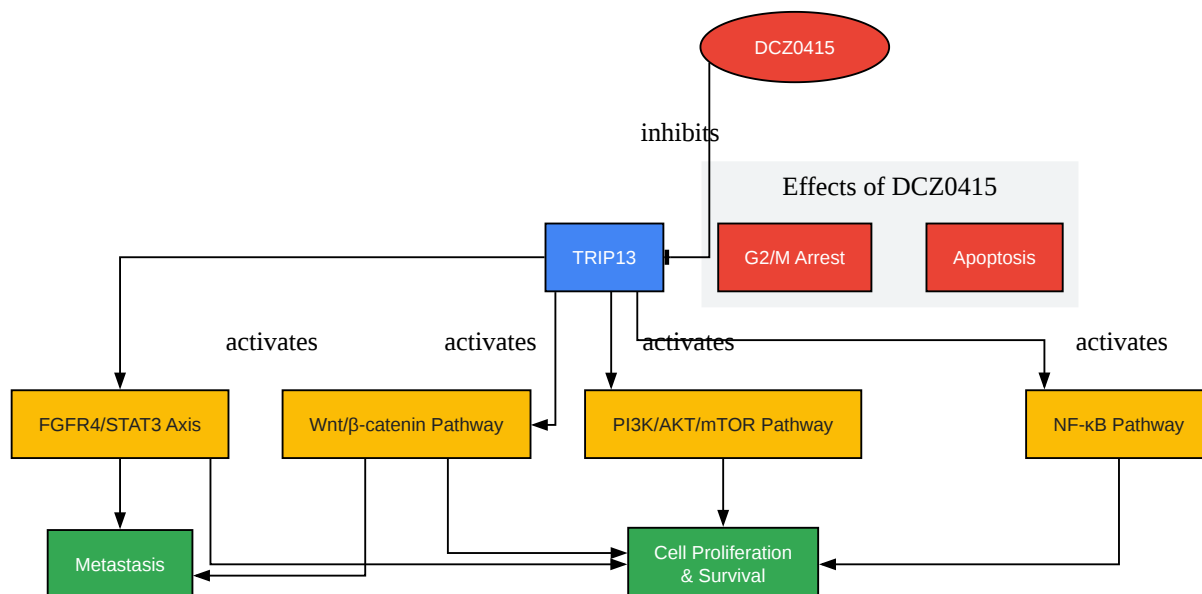 DCZ0415
inhibits
Effects of DCZ0415
TRIP13
G2/M Arrest
Apoptosis
activates
activates
activates
activates
FGFR4/STAT3 Axis
Wnt/β-catenin Pathway
PI3K/AKT/mTOR Pathway
NF-κB Pathway
Metastasis
Cell Proliferation
& Survival